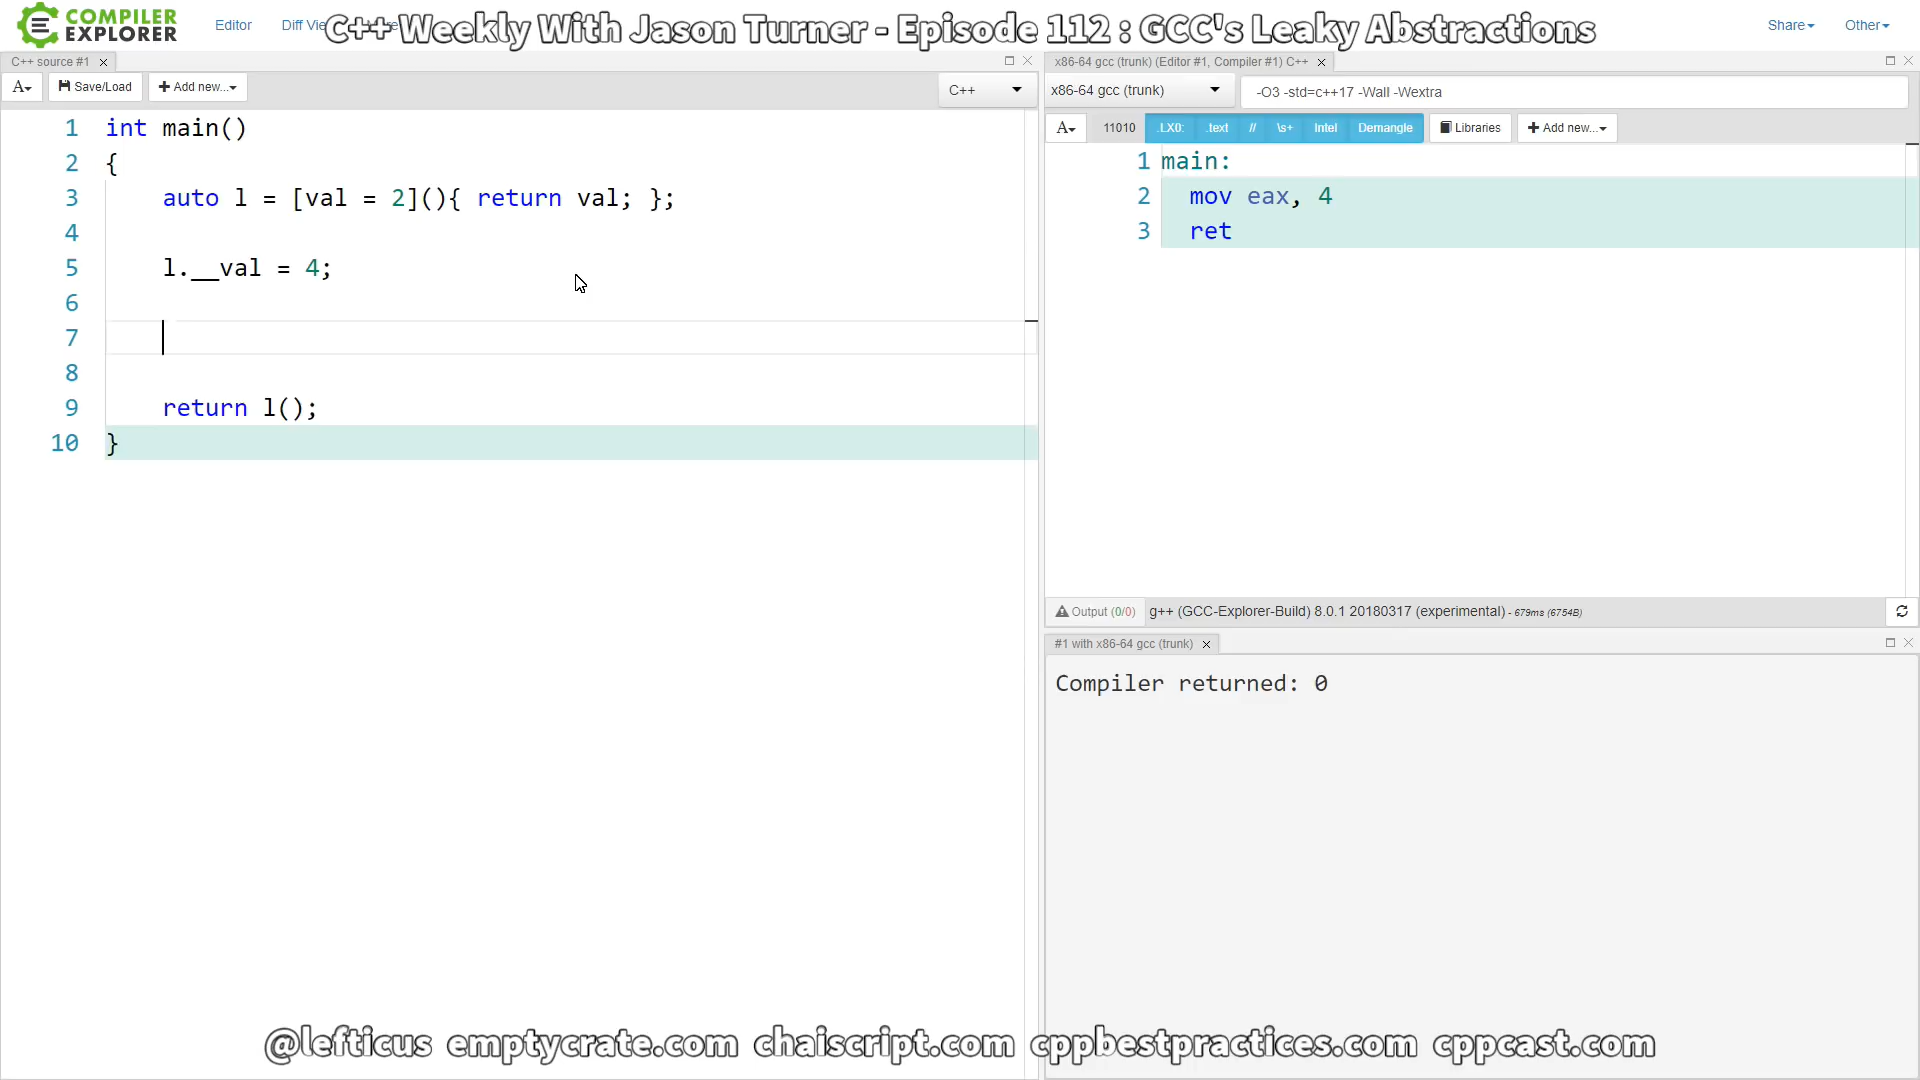 COMPILER
EXPLORER
Editor
C++ Weekly With Jason Turner - Episode 112 : GCC's Leaky Abstractions
Share
Other
C++ source #1
A
Save/Load
Add new...
C++
1 int main()
2 {
3 auto l = [val = 2](){ return val; };
4
5 l.__val = 4;
6
7
8
9 return l();
10 }
x86-64 gcc (trunk) (Editor #1, Compiler #1) C++
x86-64 gcc (trunk)
-O3 -std=c++17 -Wall -Wextra
A
11010
.LX0:
.text
//
\s+
Intel
Demangle
Libraries
Add new...
1 main:
2 mov eax, 4
3 ret
Output (0/0)
g++ (GCC-Explorer-Build) 8.0.1 20180317 (experimental) - 679ms (6754B)
#1 with x86-64 gcc (trunk)
Compiler returned: 0
@lefticus emptycrate.com chaiscript.com cppbestpractices.com cppcast.com